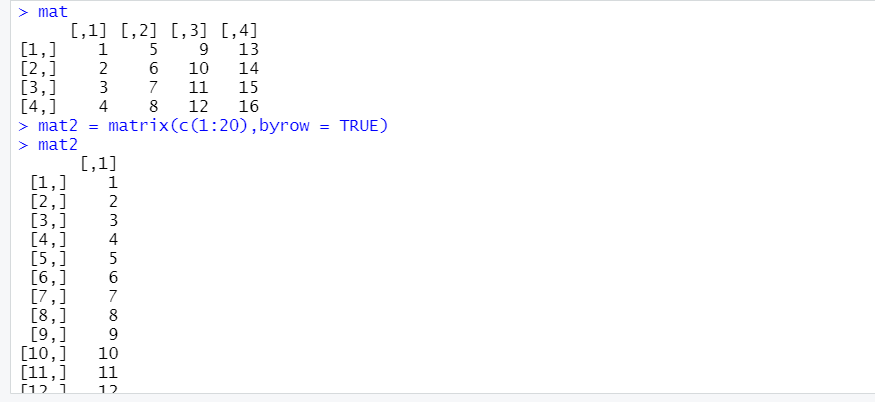 > mat
     [,1] [,2] [,3] [,4]
[1,]    1    5    9   13
[2,]    2    6   10   14
[3,]    3    7   11   15
[4,]    4    8   12   16
> mat2 = matrix(c(1:20),byrow = TRUE)
> mat2
      [,1]
 [1,]    1
 [2,]    2
 [3,]    3
 [4,]    4
 [5,]    5
 [6,]    6
 [7,]    7
 [8,]    8
 [9,]    9
[10,]   10
[11,]   11
[12,]   12